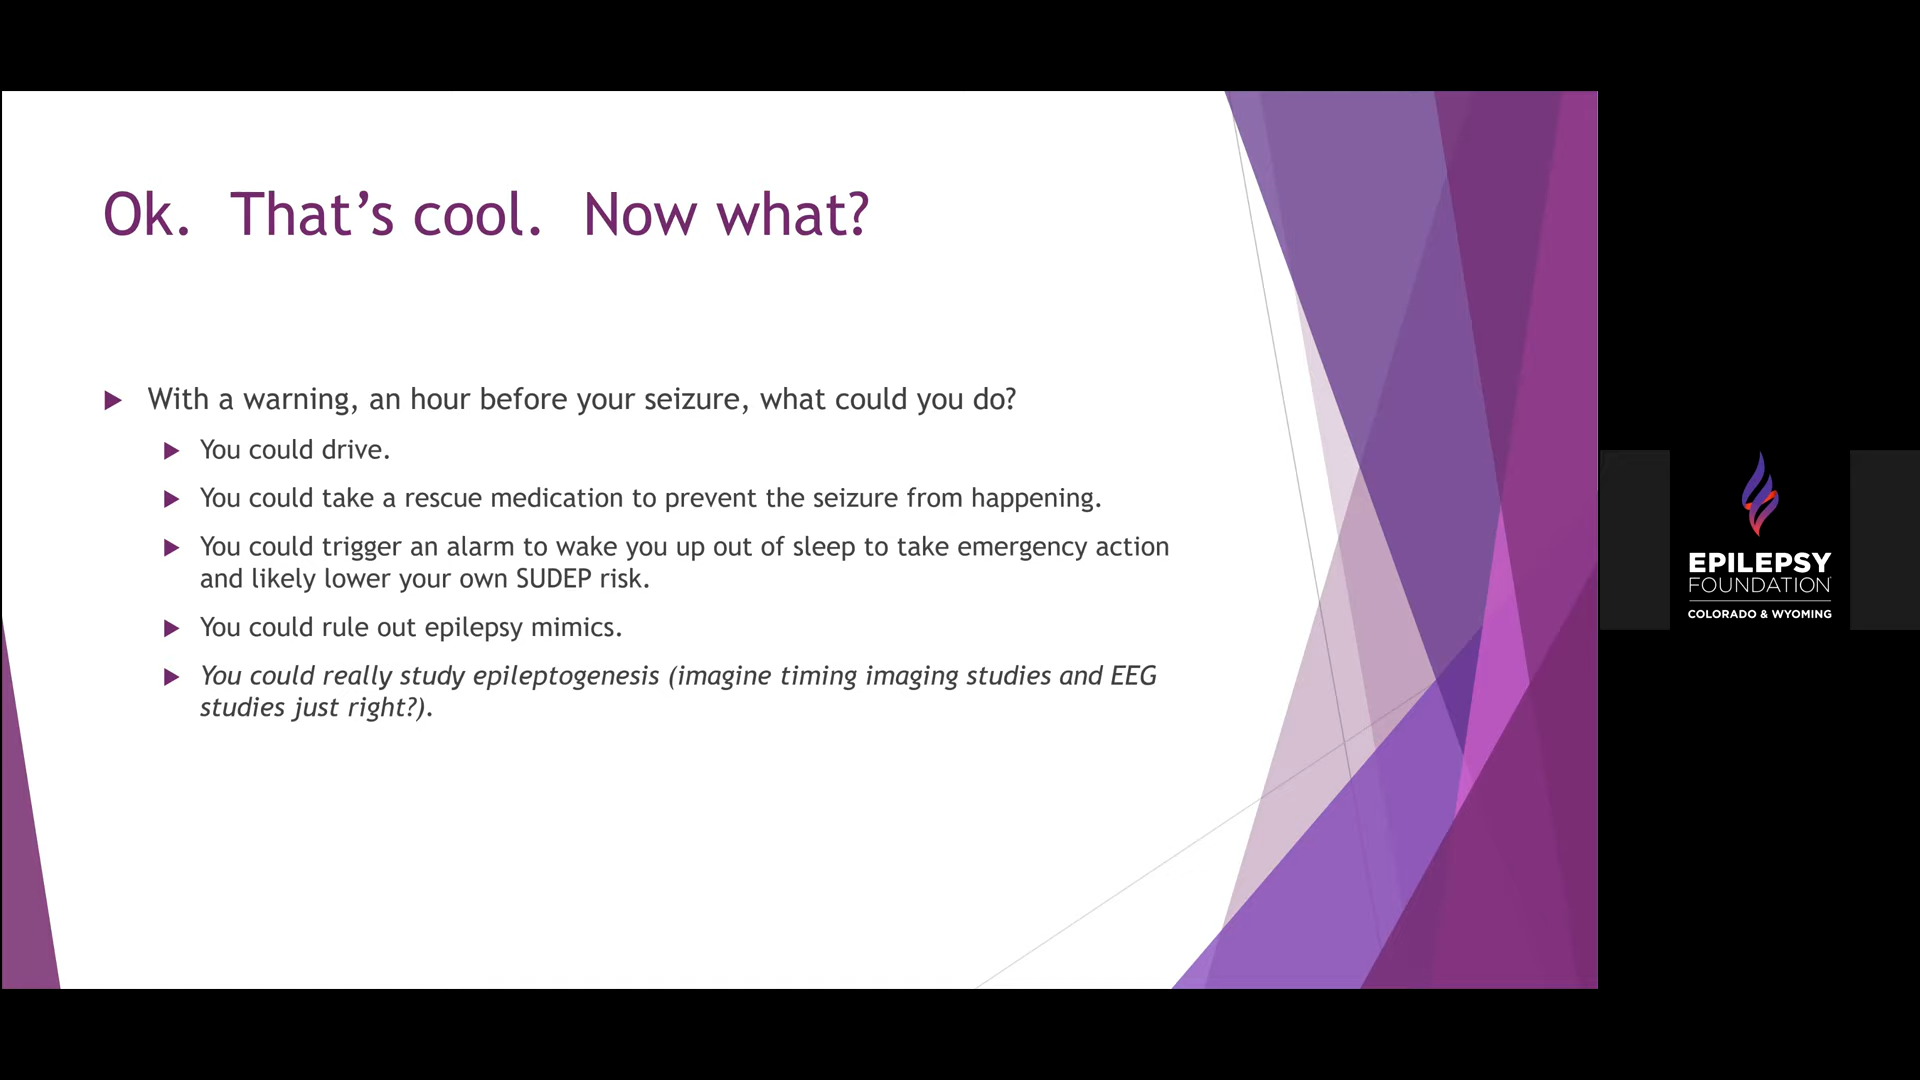 Ok.  That’s cool.  Now what?
With a warning, an hour before your seizure, what could you do?
You could drive.
You could take a rescue medication to prevent the seizure from happening.
You could trigger an alarm to wake you up out of sleep to take emergency action
and likely lower your own SUDEP risk.
You could rule out epilepsy mimics.
You could really study epileptogenesis (imagine timing imaging studies and EEG
studies just right?).
EPILEPSY
FOUNDATION
COLORADO & WYOMING